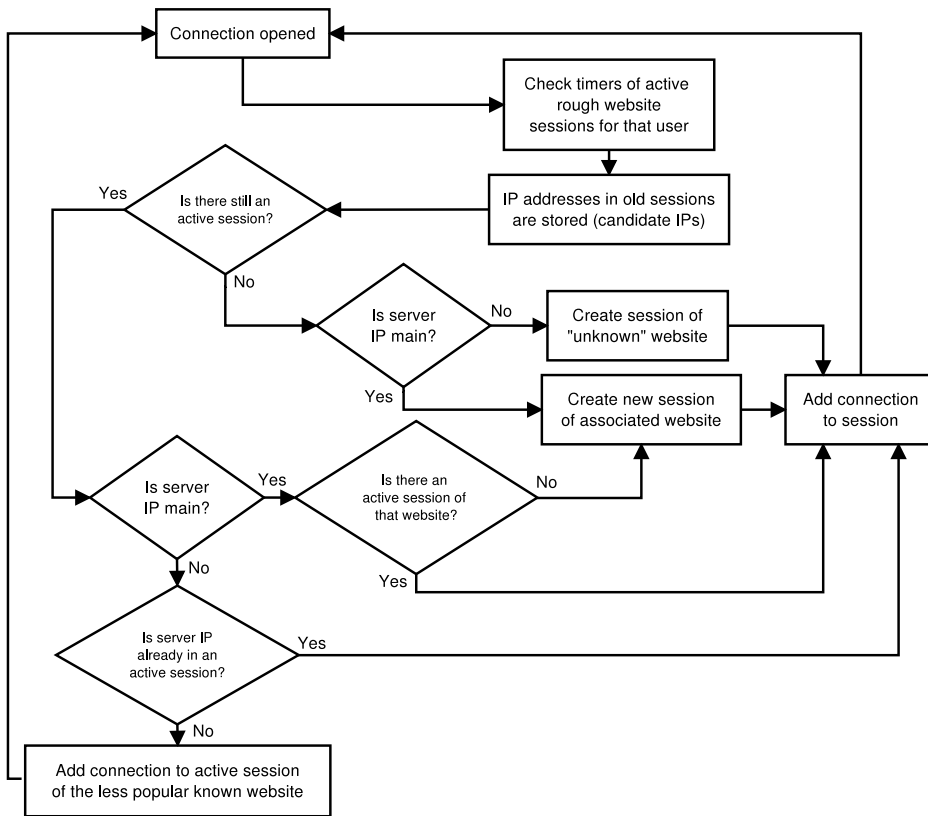 Connection opened
Check timers of active
rough website
sessions for that user
Yes
Is there still an
active session?
IP addresses in old sessions
are stored (candidate IPs)
No
Is server
IP main?
No
Create session of
"unknown" website
Yes
Create new session
of associated website
Add connection
to session
Is server
IP main?
Yes
Is there an
active session of
that website?
No
No
Yes
Is server IP
already in an
active session?
Yes
No
Add connection to active session
of the less popular known website